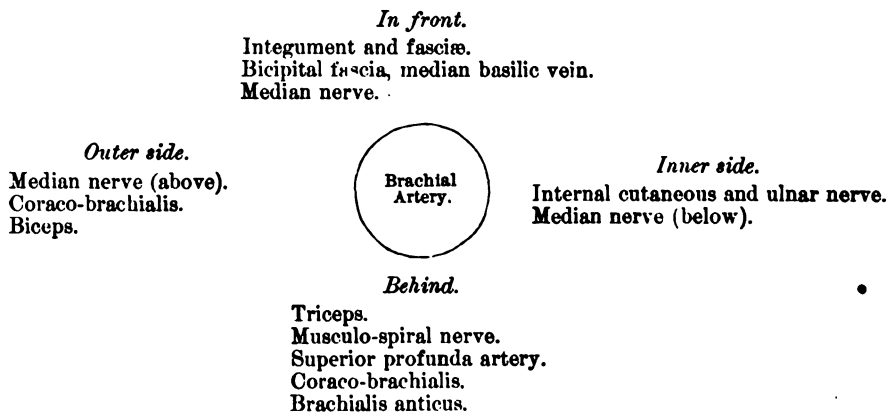 In front.
Integument and fasciæ.
Bicipital fascia, median basilic vein.
Median nerve.
Outer side.
Median nerve (above).
Coraco-brachialis.
Biceps.
Brachial
Artery.
Inner side.
Internal cutaneous and ulnar nerve.
Median nerve (below).
Behind.
Triceps.
Musculo-spiral nerve.
Superior profunda artery.
Coraco-brachialis.
Brachialis anticus.